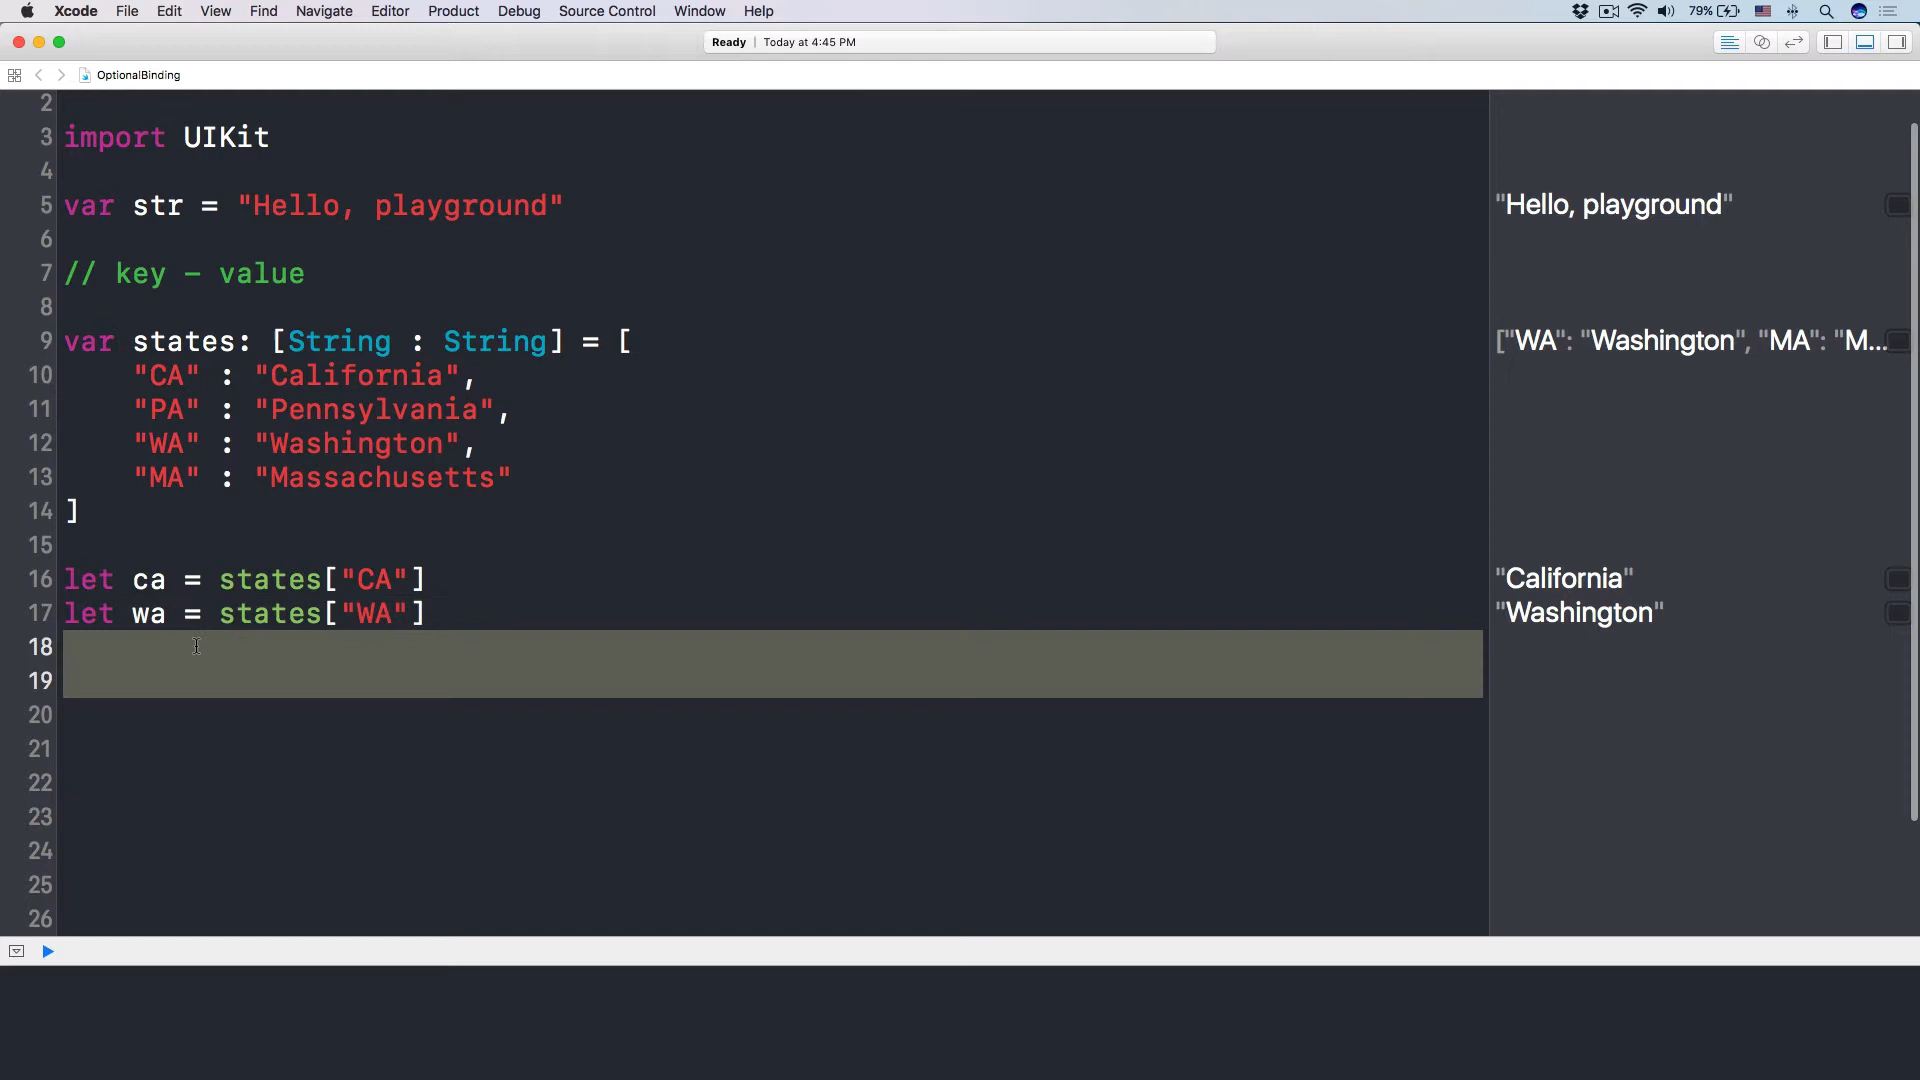 Xcode File Edit View Find Navigate Editor Product Debug Source Control Window Help 79%
Ready | Today at 4:45 PM
OptionalBinding
2
3 import UIKit
4
5 var str = "Hello, playground" "Hello, playground"
6
7 // key - value
8
9 var states: [String : String] = [ ["WA": "Washington", "MA": "M...
10 "CA" : "California",
11 "PA" : "Pennsylvania",
12 "WA" : "Washington",
13 "MA" : "Massachusetts"
14 ]
15
16 let ca = states["CA"] "California"
17 let wa = states["WA"] "Washington"
18
19
20
21
22
23
24
25
26